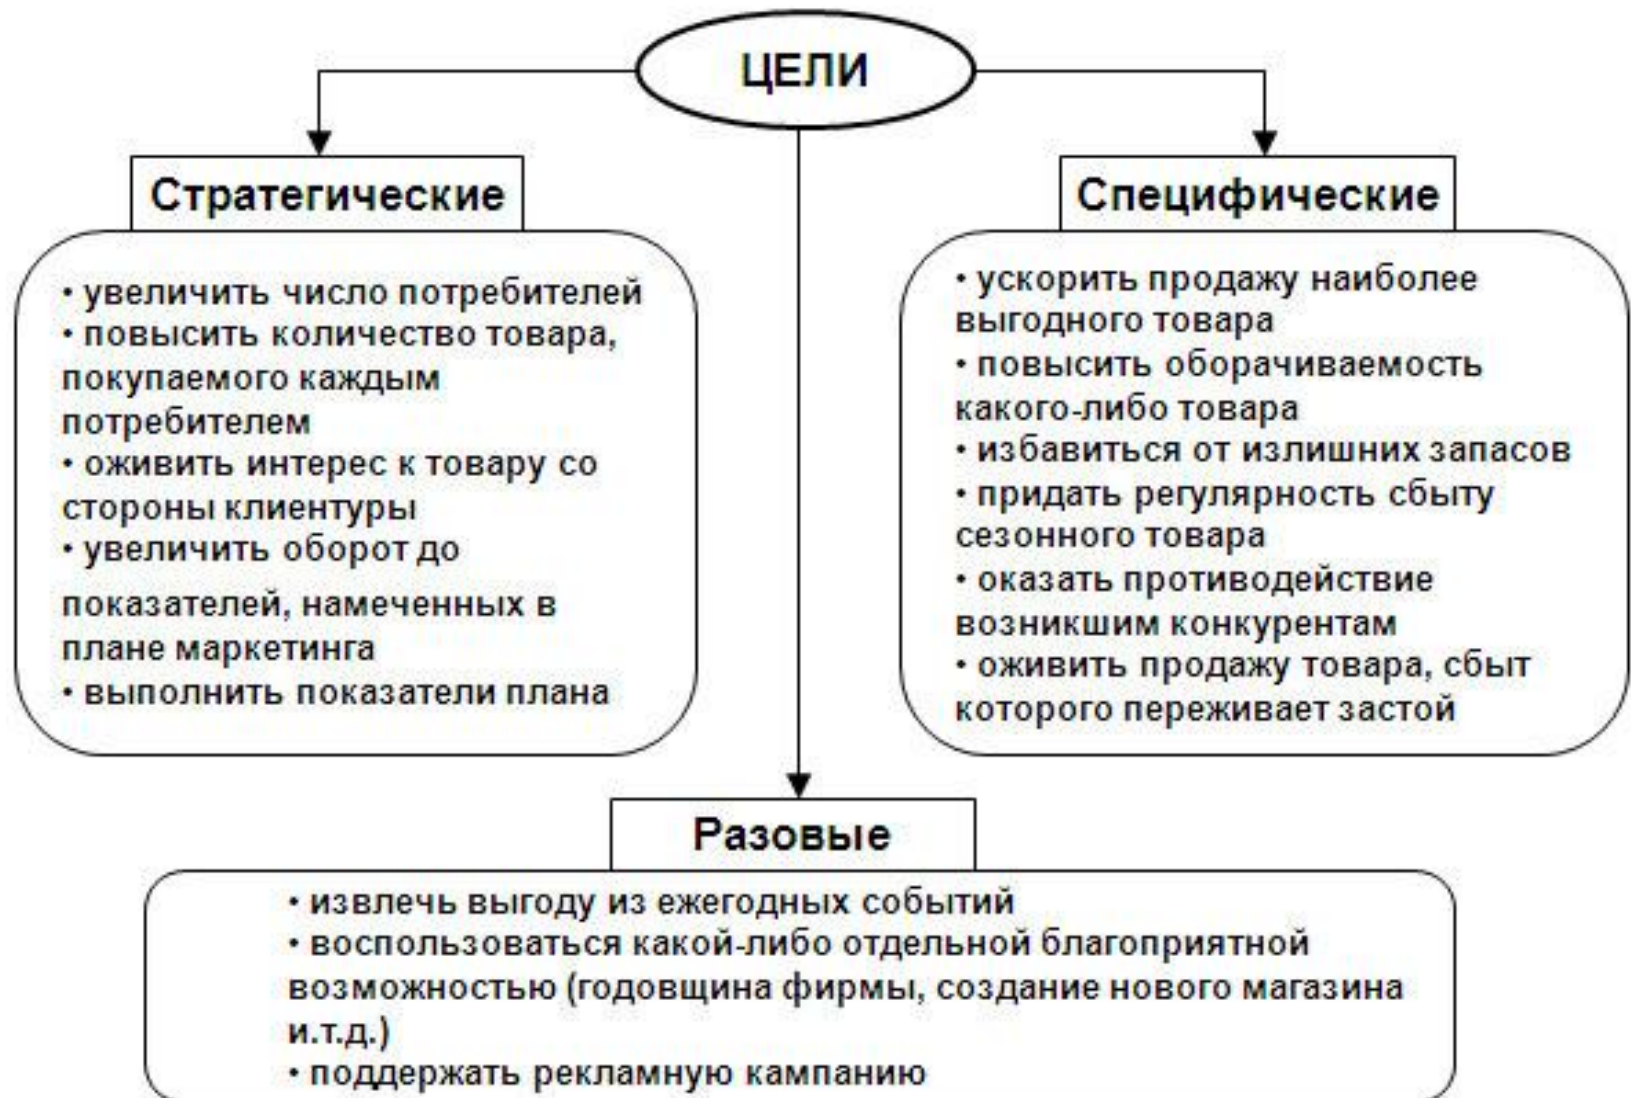 ЦЕЛИ
Стратегические
• увеличить число потребителей
• повысить количество товара,
покупаемого каждым
потребителем
• оживить интерес к товару со
стороны клиентуры
• увеличить оборот до
показателей, намеченных в
плане маркетинга
• выполнить показатели плана
Специфические
• ускорить продажу наиболее
выгодного товара
• повысить оборачиваемость
какого-либо товара
• избавиться от излишних запасов
• придать регулярность сбыту
сезонного товара
• оказать противодействие
возникшим конкурентам
• оживить продажу товара, сбыт
которого переживает застой
Разовые
• извлечь выгоду из ежегодных событий
• воспользоваться какой-либо отдельной благоприятной
возможностью (годовщина фирмы, создание нового магазина
и.т.д.)
• поддержать рекламную кампанию